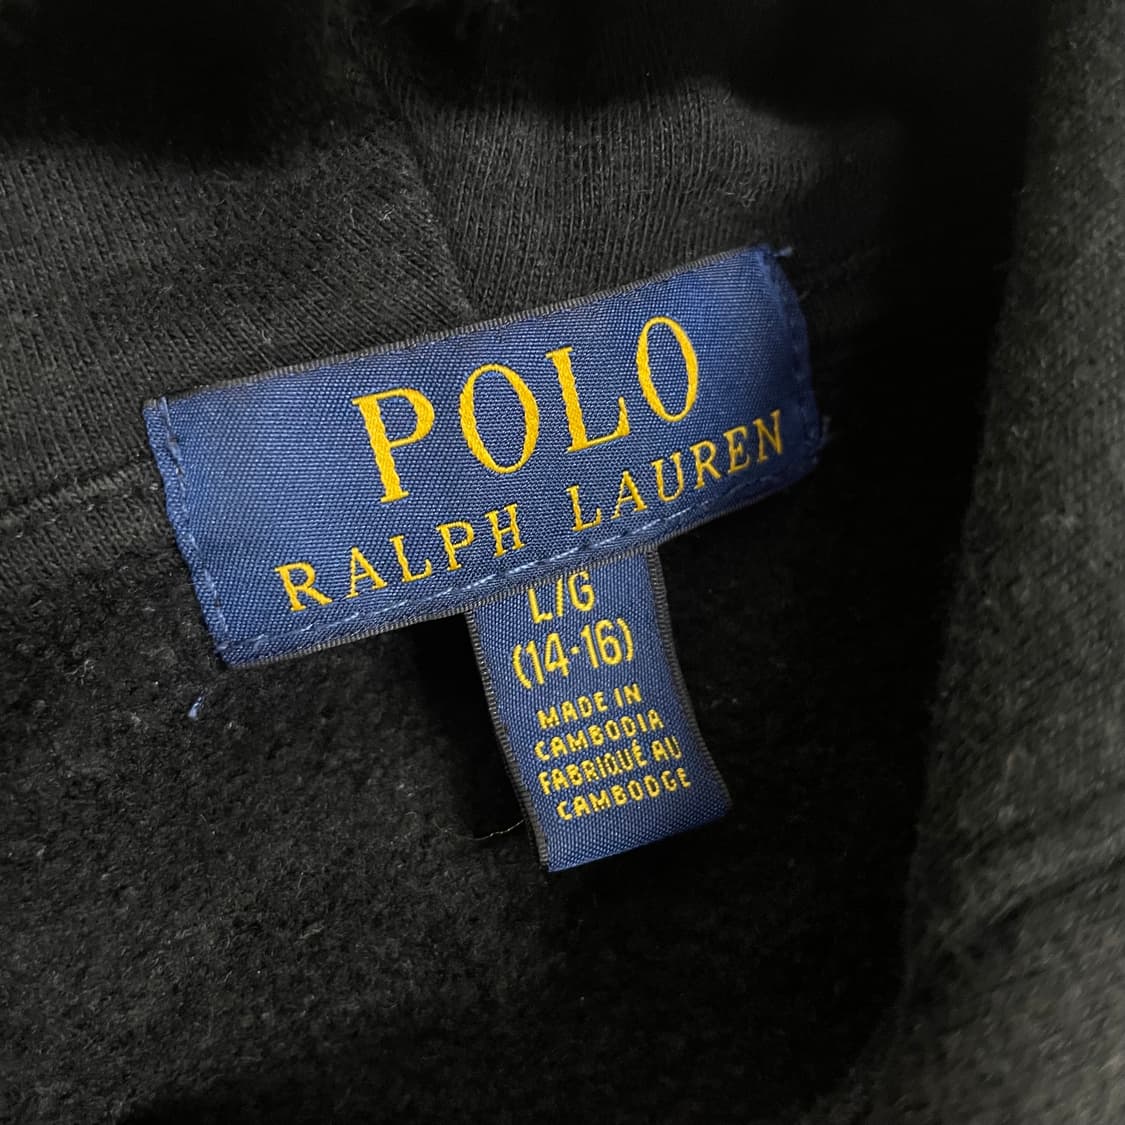 POLO
RALPH LAUREN
L/G
(14-16)
MADE IN
CAMBODIA
FABRIQUÉ AU
CAMBODGE